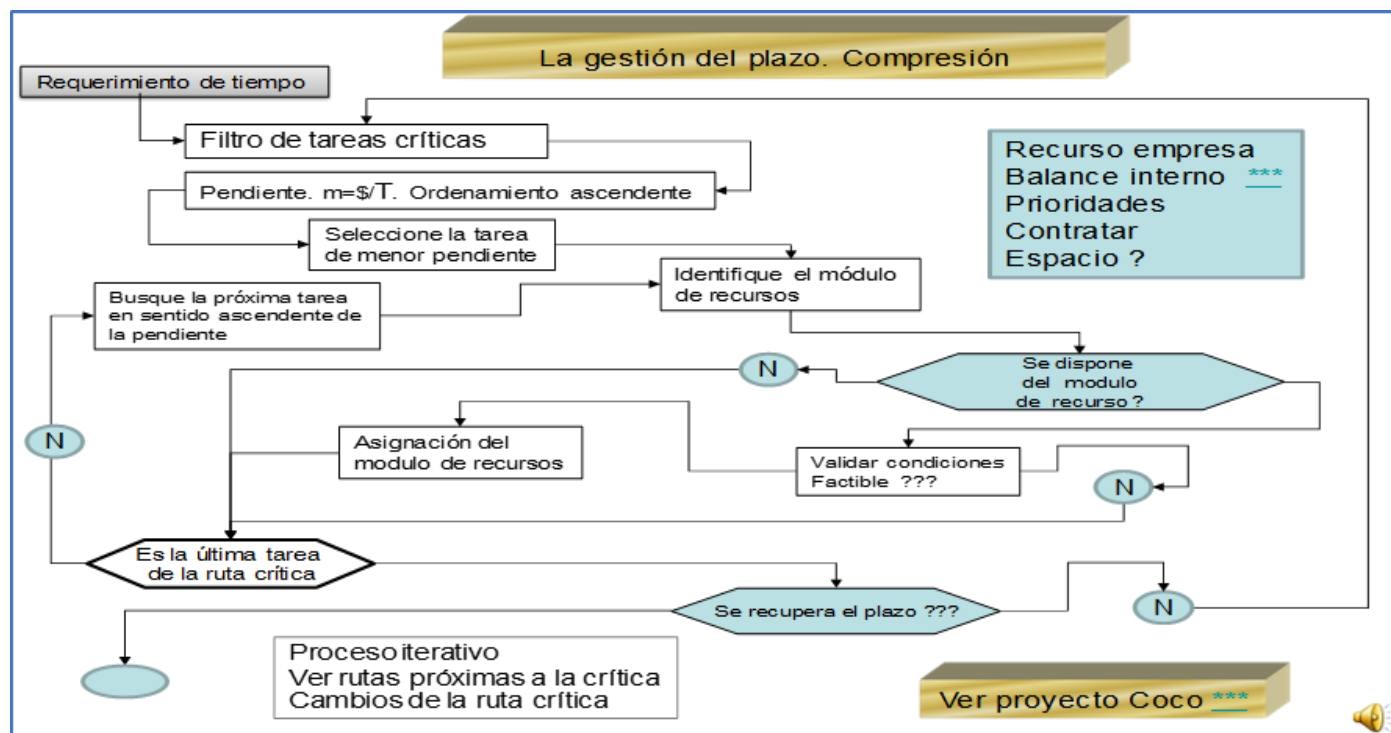 La gestión del plazo. Compresión
Requerimiento de tiempo
Filtro de tareas críticas
Pendiente. m=$/T. Ordenamiento ascendente
Seleccione la tarea
de menor pendiente
Identifique el módulo
de recursos
Recurso empresa
Balance interno ***
Prioridades
Contratar
Espacio ?
Busque la próxima tarea
en sentido ascendente de
la pendiente
Se dispone
del modulo
de recurso ?
N
N
Asignación del
modulo de recursos
Validar condiciones
Factible ???
N
Es la última tarea
de la ruta crítica
Se recupera el plazo ???
N
Proceso iterativo
Ver rutas próximas a la crítica
Cambios de la ruta crítica
Ver proyecto Coco ***